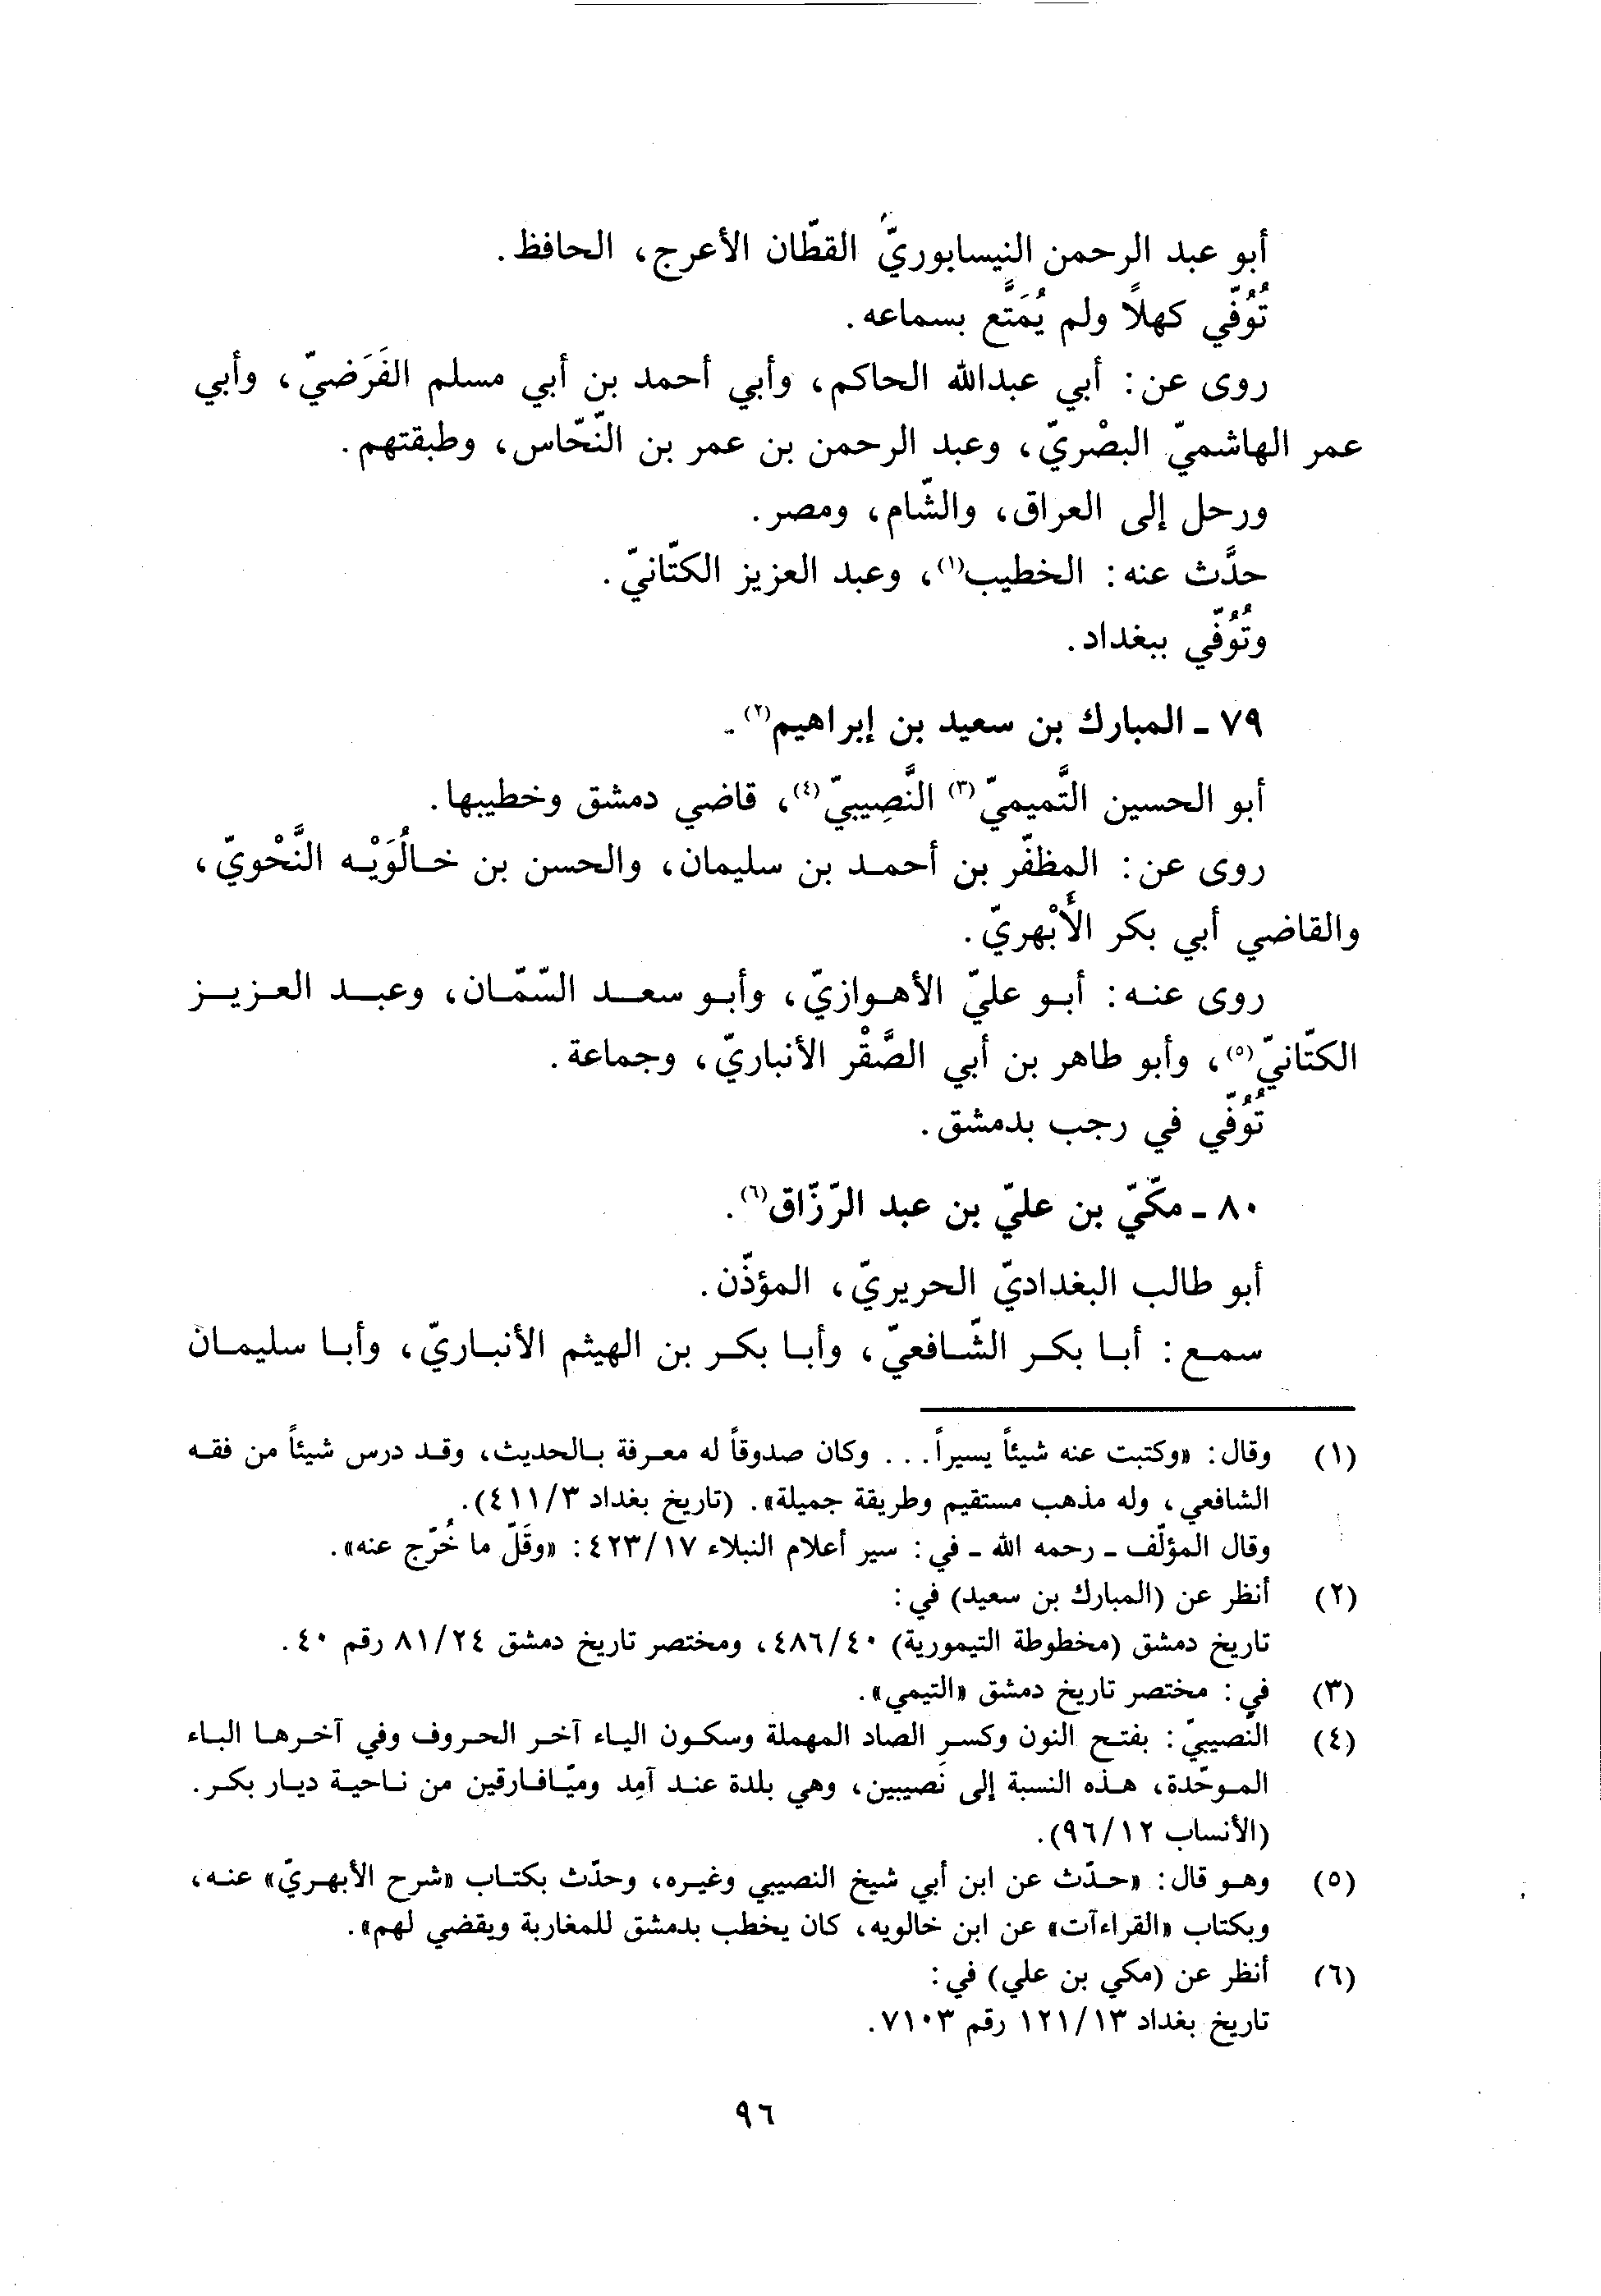 أبو عبد الرحمن النيسابوريّ القطّان الأعرج، الحافظ.
تُوُفّي كهلًا ولم يُمَتَّع بسماعه.
روى عن: أبي عبدالله الحاكم، وأبي أحمد بن أبي مسلم الفَرَضيّ، وأبي
عمر الهاشميّ البصْريّ، وعبد الرحمن بن عمر بن النّحّاس، وطبقتهم.
ورحل إلى العراق، والشّام، ومصر.
حدَّث عنه: الخطيب(١)، وعبد العزيز الكتّانيّ.
وتُوُفّي ببغداد.
٧٩ ـ المبارك بن سعيد بن إبراهيم(٢).
أبو الحسين التَّميميّ(٣) النَّصِيبيّ(٤)، قاضي دمشق وخطيبها.
روى عن: المظفّر بن أحمد بن سليمان، والحسن بن خالُوَيْه النَّحْويّ،
والقاضي أبي بكر الأَبْهريّ.
روى عنه: أبو عليّ الأهوازيّ، وأبو سعد السّمّان، وعبد العزيز
الكتّانيّ(٥)، وأبو طاهر بن أبي الصَّقْر الأنباريّ، وجماعة.
تُوُفّي في رجب بدمشق.
٨٠ ـ مكّيّ بن عليّ بن عبد الرّزّاق(٦).
أبو طالب البغداديّ الحريريّ، المؤذّن.
سمع: أبا بكر الشّافعيّ، وأبا بكر بن الهيثم الأنباريّ، وأبا سليمان
(١) وقال: «وكتبت عنه شيئاً يسيراً... وكان صدوقاً له معرفة بالحديث، وقد درس شيئاً من فقه
الشافعي، وله مذهب مستقيم وطريقة جميلة». (تاريخ بغداد ٤١١/٣).
وقال المؤلّف ـ رحمه الله ـ في: سير أعلام النبلاء ٤٢٣/١٧: «وقَلّ ما خُرّج عنه».
(٢) أنظر عن (المبارك بن سعيد) في:
تاريخ دمشق (مخطوطة التيمورية) ٤٨٦/٤٠، ومختصر تاريخ دمشق ٨١/٢٤ رقم ٤٠.
(٣) في: مختصر تاريخ دمشق «التيمي».
(٤) النَّصيبيّ: بفتح النون وكسر الصاد المهملة وسكون الياء آخر الحروف وفي آخرها الباء
الموحّدة، هذه النسبة إلى نَصيبين، وهي بلدة عند آمِد وميّافارقين من ناحية ديار بكر.
(الأنساب ٩٦/١٢).
(٥) وهو قال: «حدّث عن ابن أبي شيخ النصيبي وغيره، وحدّث بكتاب «شرح الأبهريّ» عنه،
وبكتاب «القراءآت» عن ابن خالويه، كان يخطب بدمشق للمغاربة ويقضي لهم».
(٦) أنظر عن (مكي بن علي) في:
تاريخ بغداد ١٢١/١٣ رقم ٧١٠٣.
٩٦